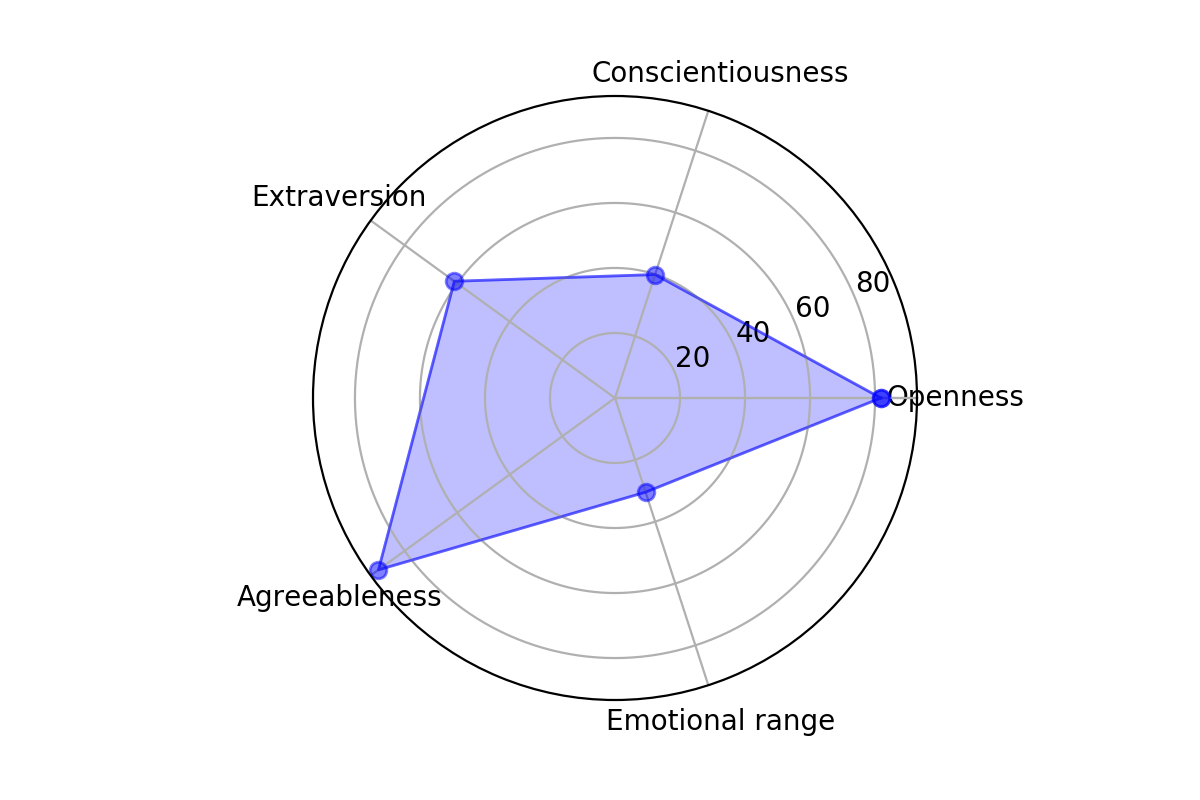 Conscientiousness
Extraversion
80
60
40
20
Openness
Agreeableness
Emotional range